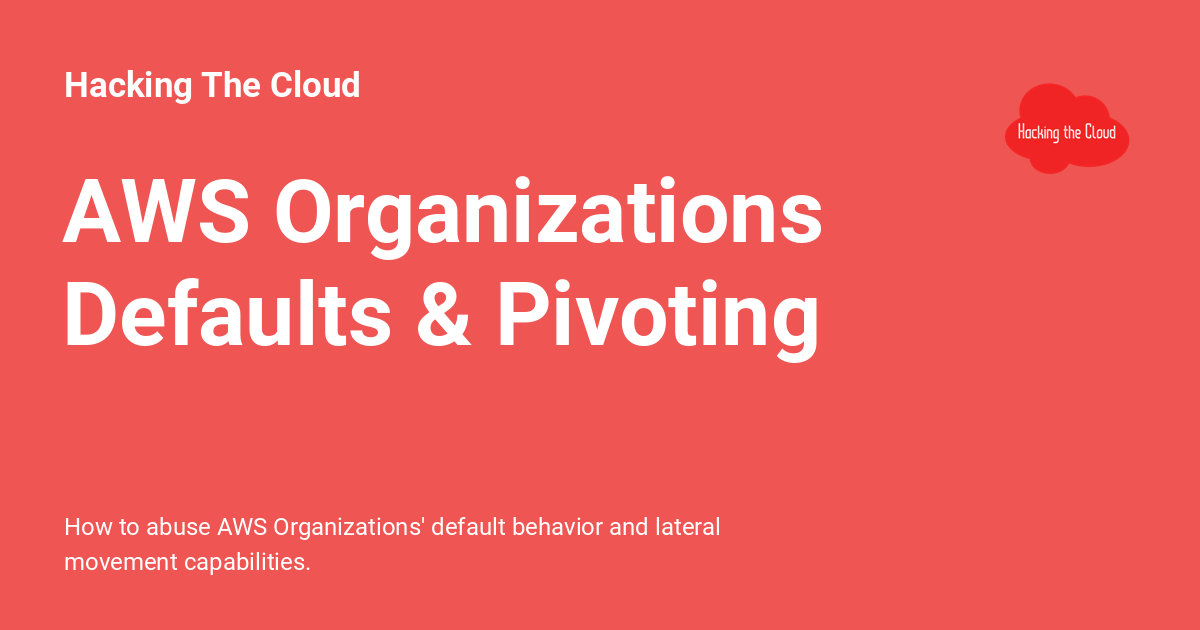 Hacking The Cloud
Hacking the Cloud
AWS Organizations
Defaults & Pivoting
How to abuse AWS Organizations' default behavior and lateral
movement capabilities.